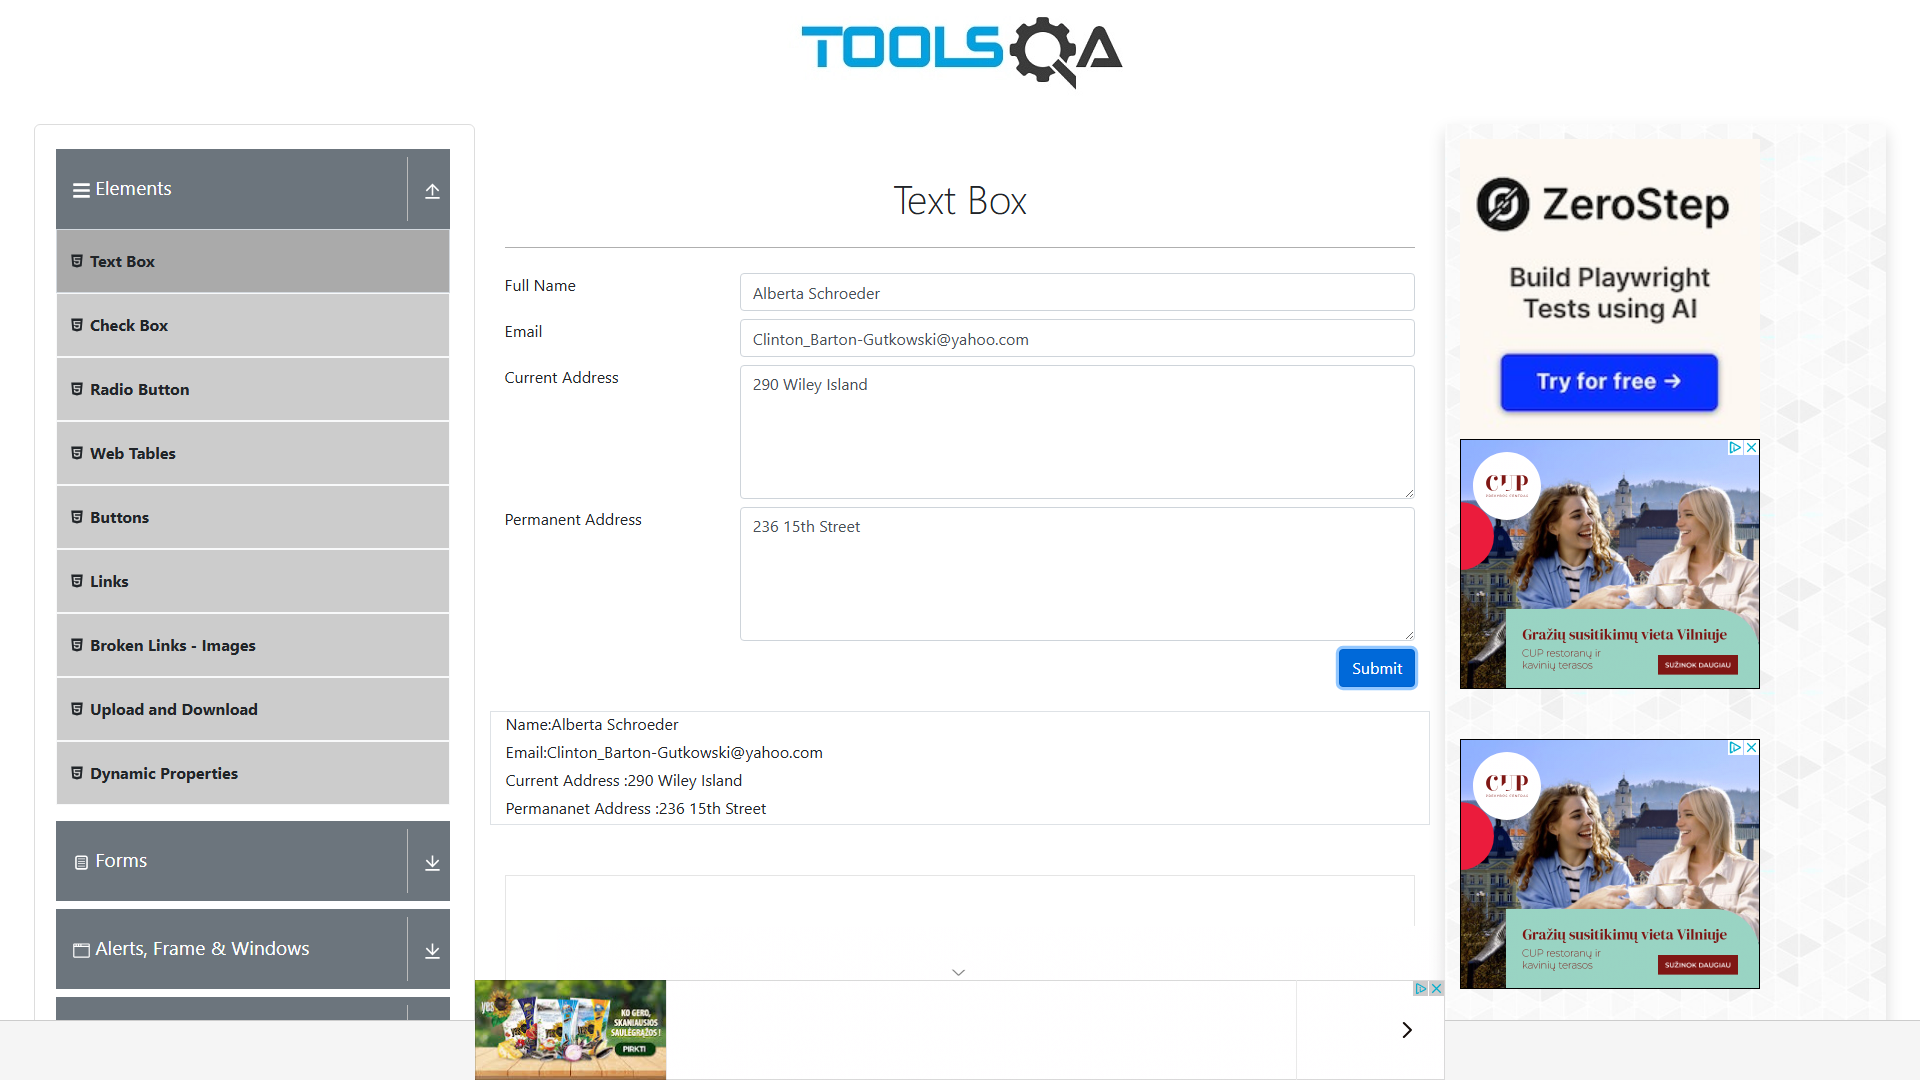 TOOLSQA
Elements
Text Box
Check Box
Radio Button
Web Tables
Buttons
Links
Broken Links - Images
Upload and Download
Dynamic Properties
Forms
Alerts, Frame & Windows
Text Box
Full Name
Alberta Schroeder
Email
Clinton_Barton-Gutkowski@yahoo.com
Current Address
290 Wiley Island
Permanent Address
236 15th Street
Submit
Name:Alberta Schroeder
Email:Clinton_Barton-Gutkowski@yahoo.com
Current Address :290 Wiley Island
Permananet Address :236 15th Street
yes
KO GERO,
SKANIAUSIOS
SAULĖGRĄŽOS!
PIRKTI
ZeroStep
Build Playwright
Tests using AI
Try for free →
CUP
Gražių susitikimų vieta Vilniuje
CUP restoranų ir
kavinių terasos
SUŽINOK DAUGIAU
CUP
Gražių susitikimų vieta Vilniuje
CUP restoranų ir
kavinių terasos
SUŽINOK DAUGIAU